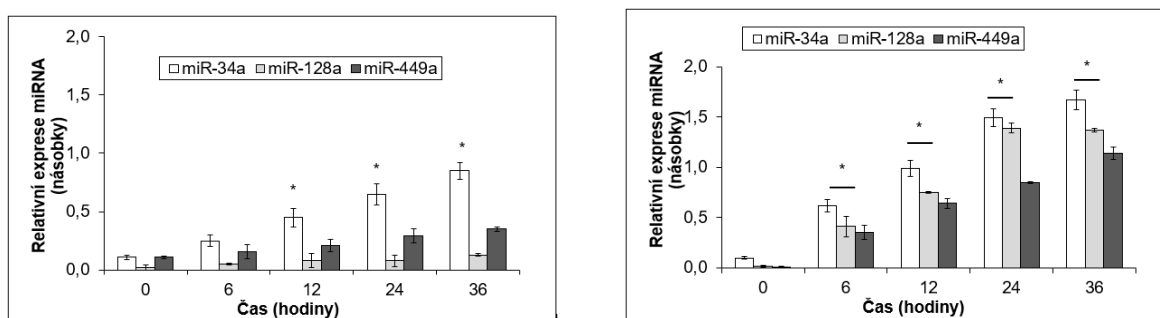 Relativní exprese miRNA
(násobky)
2,0
1,5
1,0
0,5
0,0
miR-34a miR-128a miR-449a
*
*
*
0 6 12 24 36
Čas (hodiny)
Relativní exprese miRNA
(násobky)
miR-34a miR-128a miR-449a
2,0
1,5
1,0
0,5
0,0
*
*
*
*
0 6 12 24 36
Čas (hodiny)